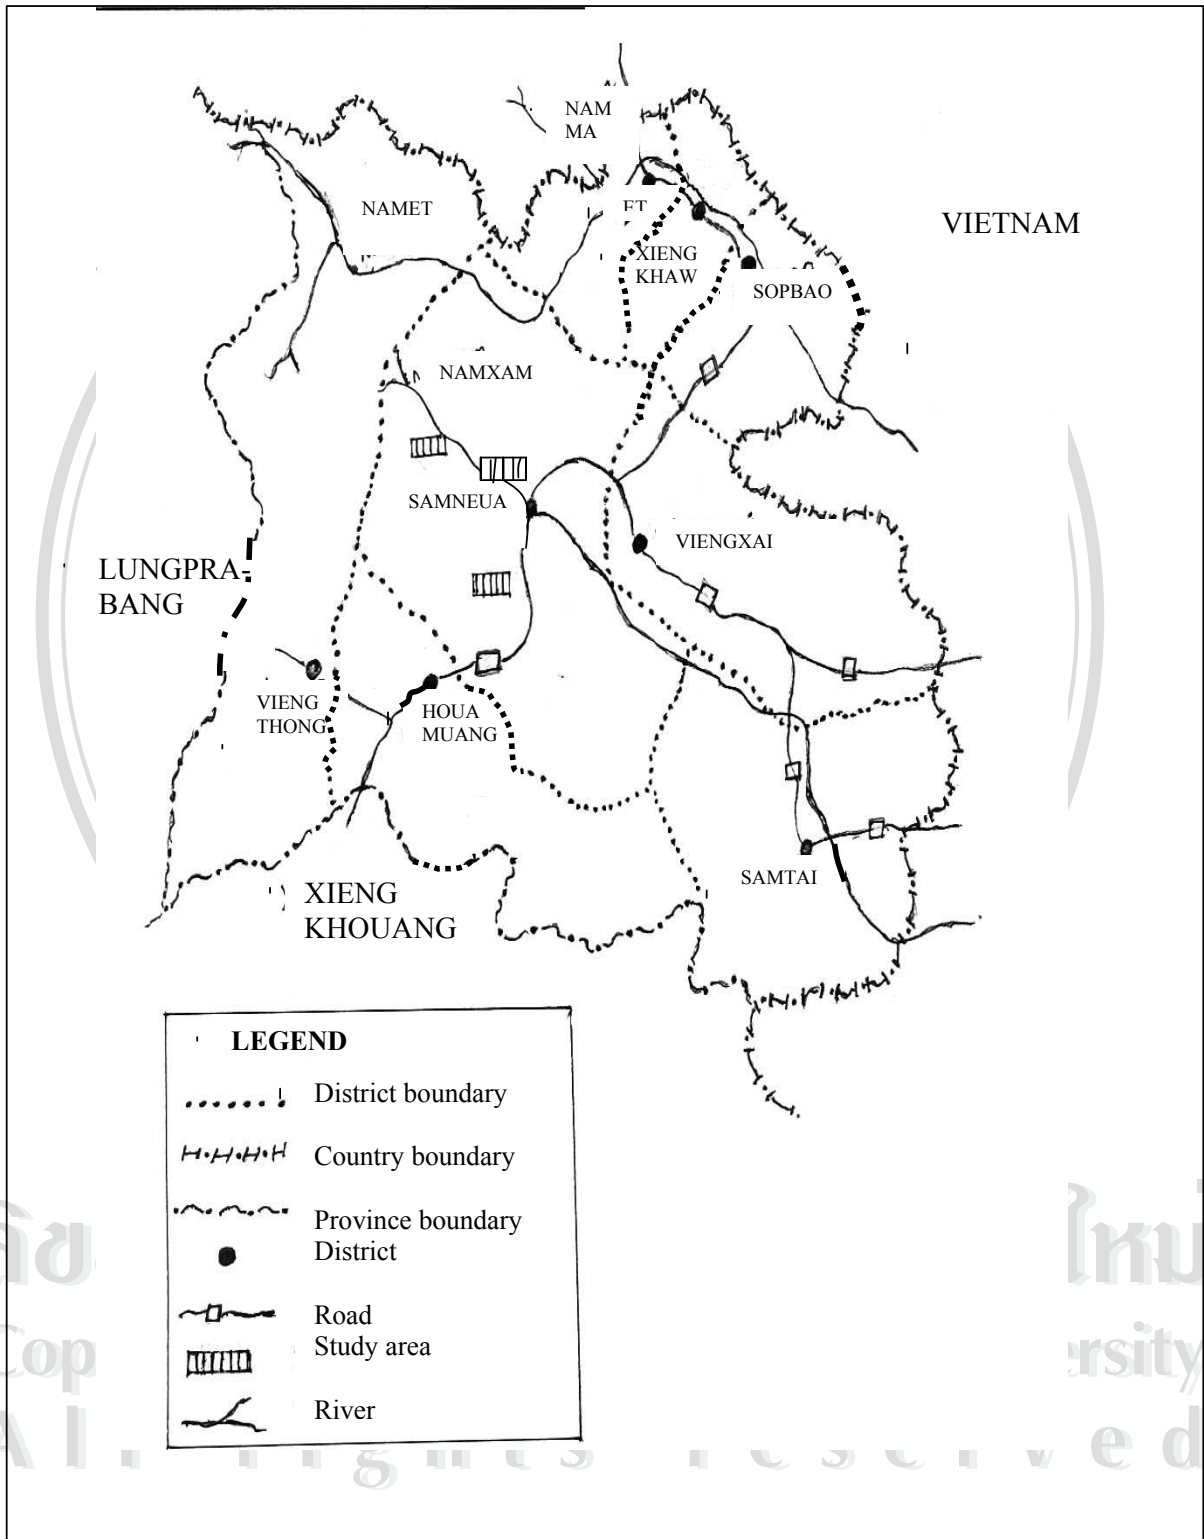 NAM
MA
NAMET
ET
VIETNAM
XIENG
KHAW
SOPBAO
NAMXAM
SAMNEUA
VIENGXAI
LUNGPRA-
BANG
VIENG
THONG
HOUA
MUANG
SAMTAI
XIENG
KHOUANG
LEGEND
District boundary
Country boundary
Province boundary
District
Road
Study area
River